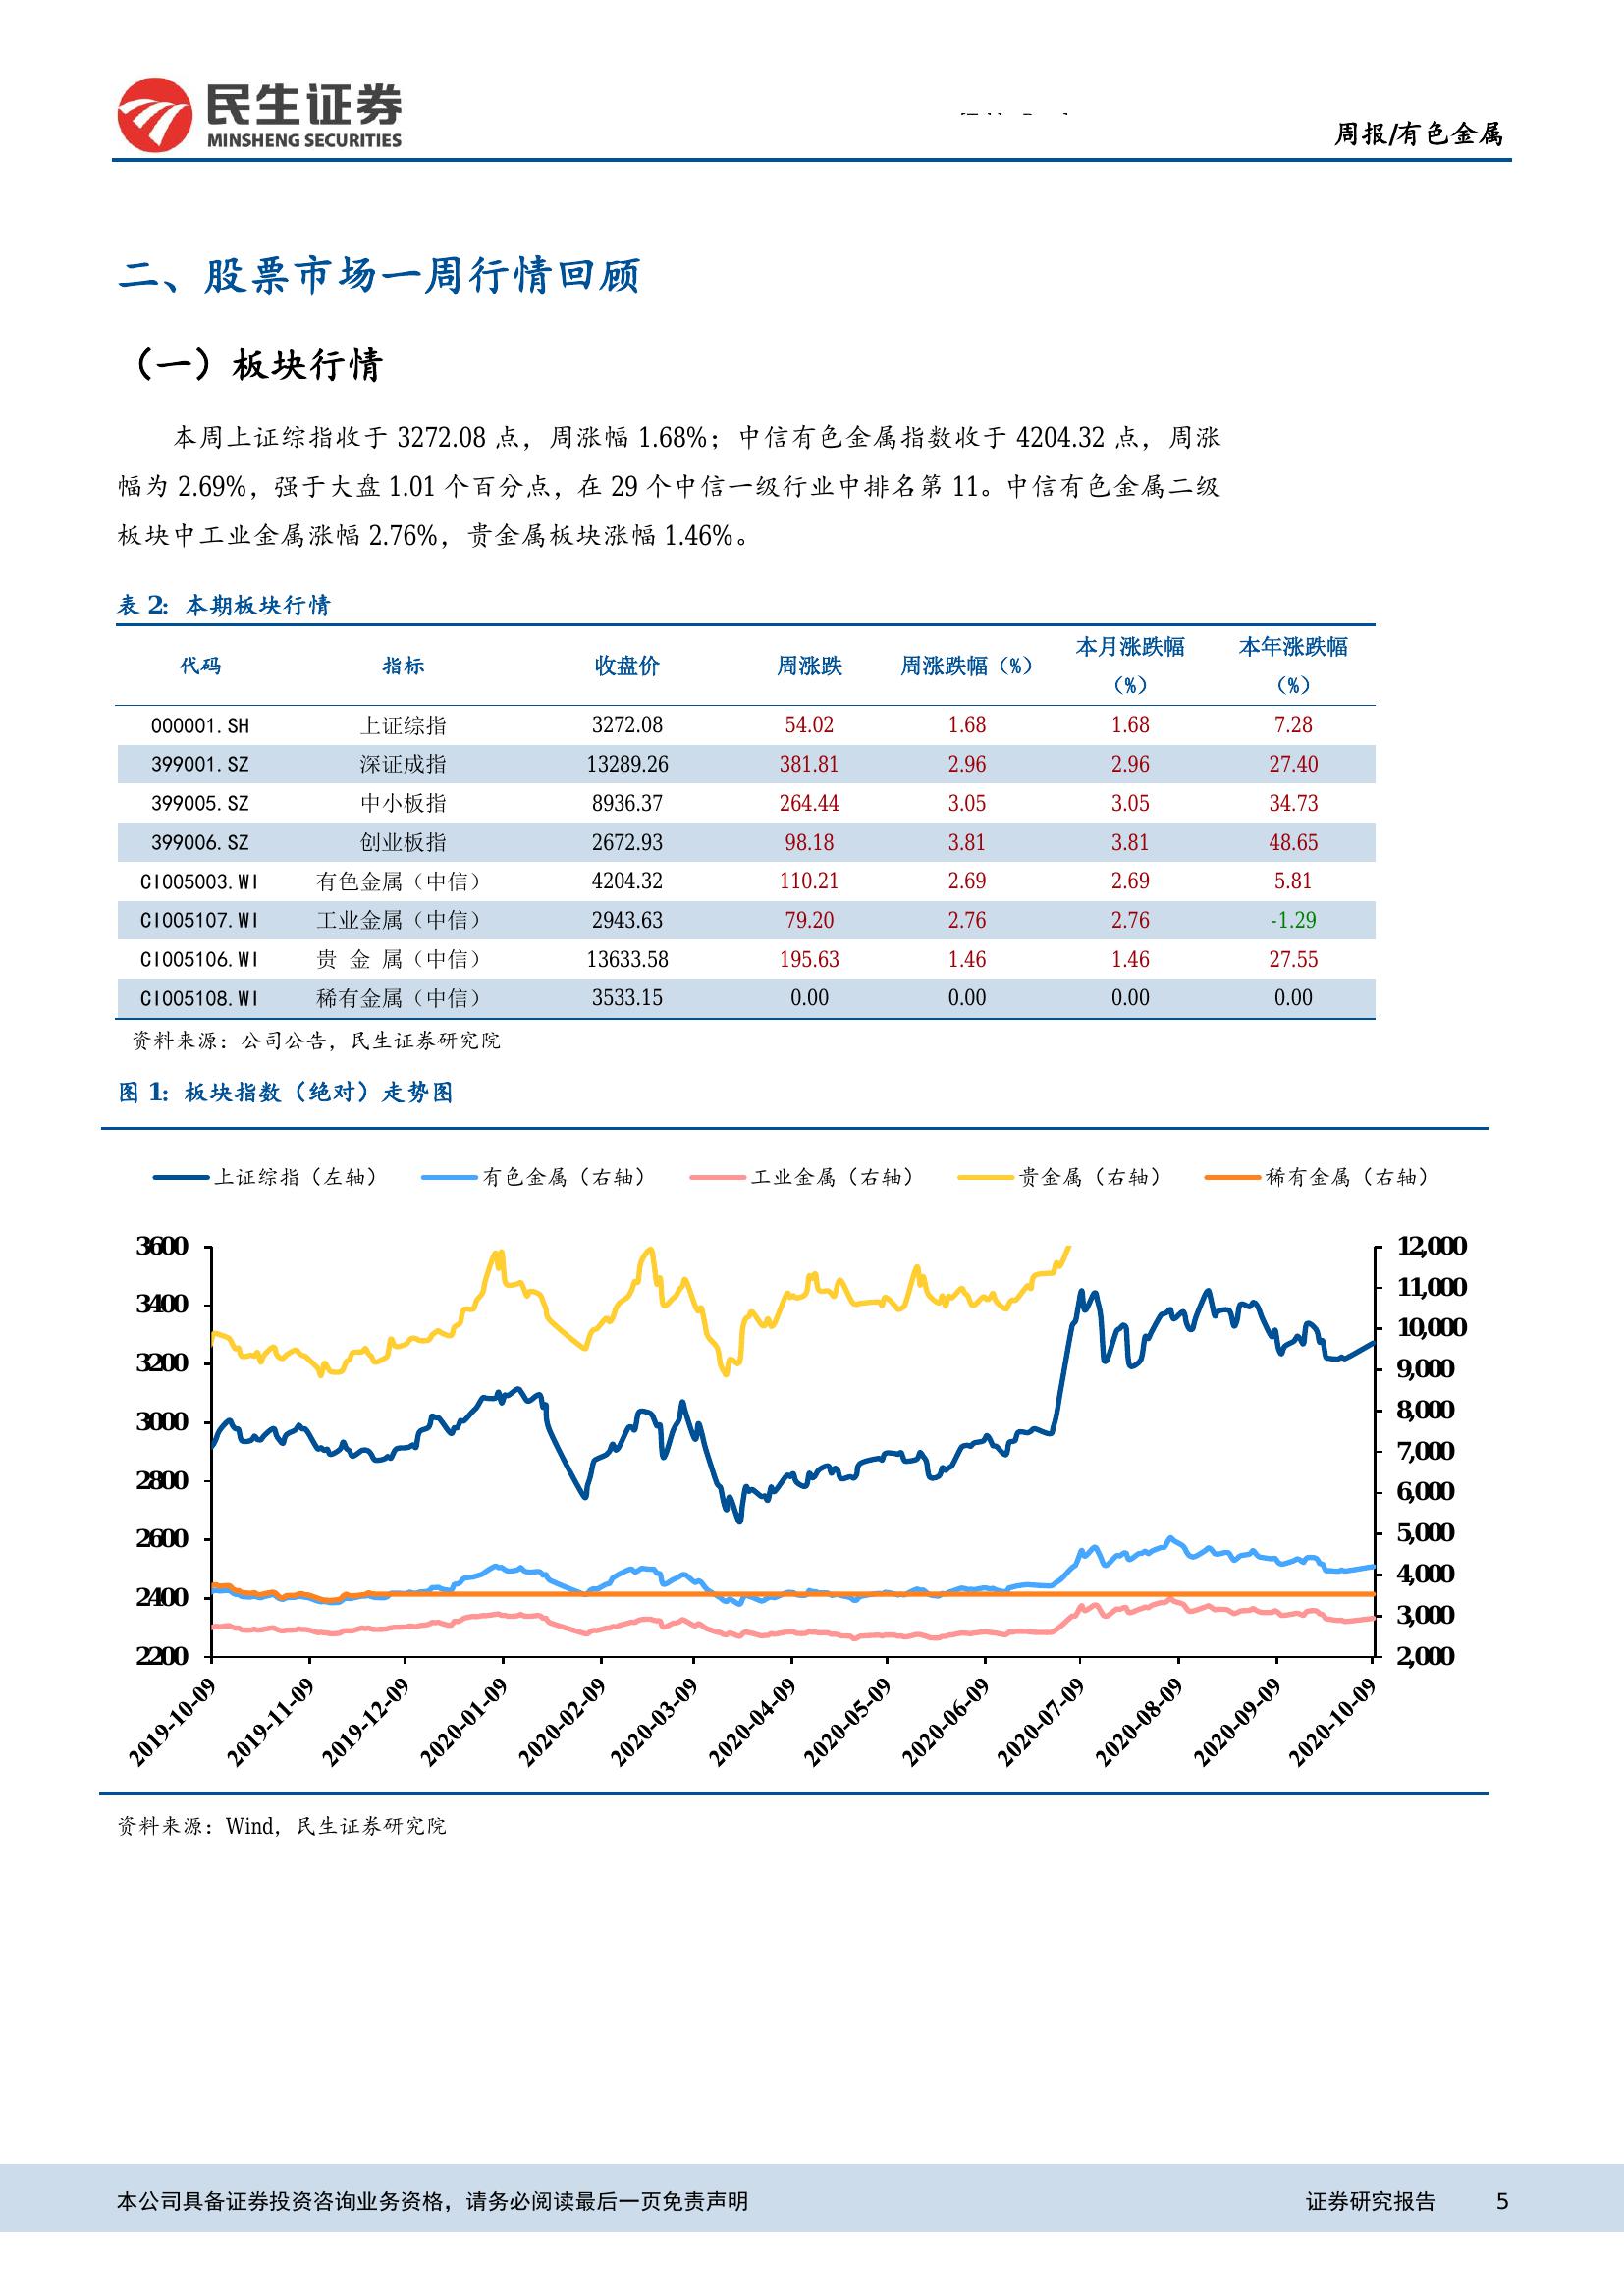 民生证券
MINSHENG SECURITIES
周报/有色金属
二、股票市场一周行情回顾
（一）板块行情
本周上证综指收于 3272.08 点，周涨幅 1.68%；中信有色金属指数收于 4204.32 点，周涨
幅为 2.69%，强于大盘 1.01 个百分点，在 29 个中信一级行业中排名第 11。中信有色金属二级
板块中工业金属涨幅 2.76%，贵金属板块涨幅 1.46%。
表 2：本期板块行情
代码 指标 收盘价 周涨跌 周涨跌幅（%） 本月涨跌幅（%） 本年涨跌幅（%）
000001.SH 上证综指 3272.08 54.02 1.68 1.68 7.28
399001.SZ 深证成指 13289.26 381.81 2.96 2.96 27.40
399005.SZ 中小板指 8936.37 264.44 3.05 3.05 34.73
399006.SZ 创业板指 2672.93 98.18 3.81 3.81 48.65
CI005003.WI 有色金属（中信） 4204.32 110.21 2.69 2.69 5.81
CI005107.WI 工业金属（中信） 2943.63 79.20 2.76 2.76 -1.29
CI005106.WI 贵 金 属（中信） 13633.58 195.63 1.46 1.46 27.55
CI005108.WI 稀有金属（中信） 3533.15 0.00 0.00 0.00 0.00
资料来源：公司公告，民生证券研究院
图 1：板块指数（绝对）走势图
上证综指（左轴） 有色金属（右轴） 工业金属（右轴） 贵金属（右轴） 稀有金属（右轴）
3600
3400
3200
3000
2800
2600
2400
2200
12,000
11,000
10,000
9,000
8,000
7,000
6,000
5,000
4,000
3,000
2,000
2019-10-09
2019-11-09
2019-12-09
2020-01-09
2020-02-09
2020-03-09
2020-04-09
2020-05-09
2020-06-09
2020-07-09
2020-08-09
2020-09-09
2020-10-09
资料来源：Wind，民生证券研究院
本公司具备证券投资咨询业务资格，请务必阅读最后一页免责声明 证券研究报告 5